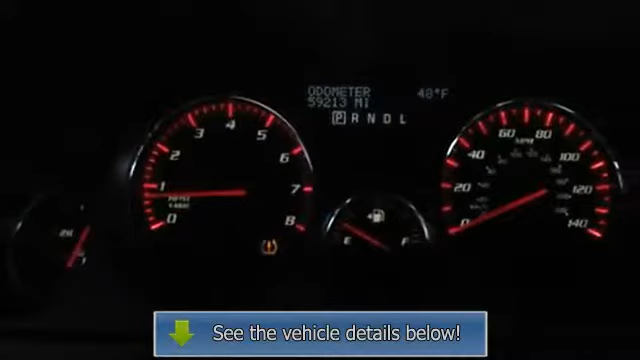 ODOMETER 48°F
59213 MI
P R N D L
0 1 2 3 4 5 6 7 8
0 20 40 60 80 100 120 140
MPH
E F
See the vehicle details below!